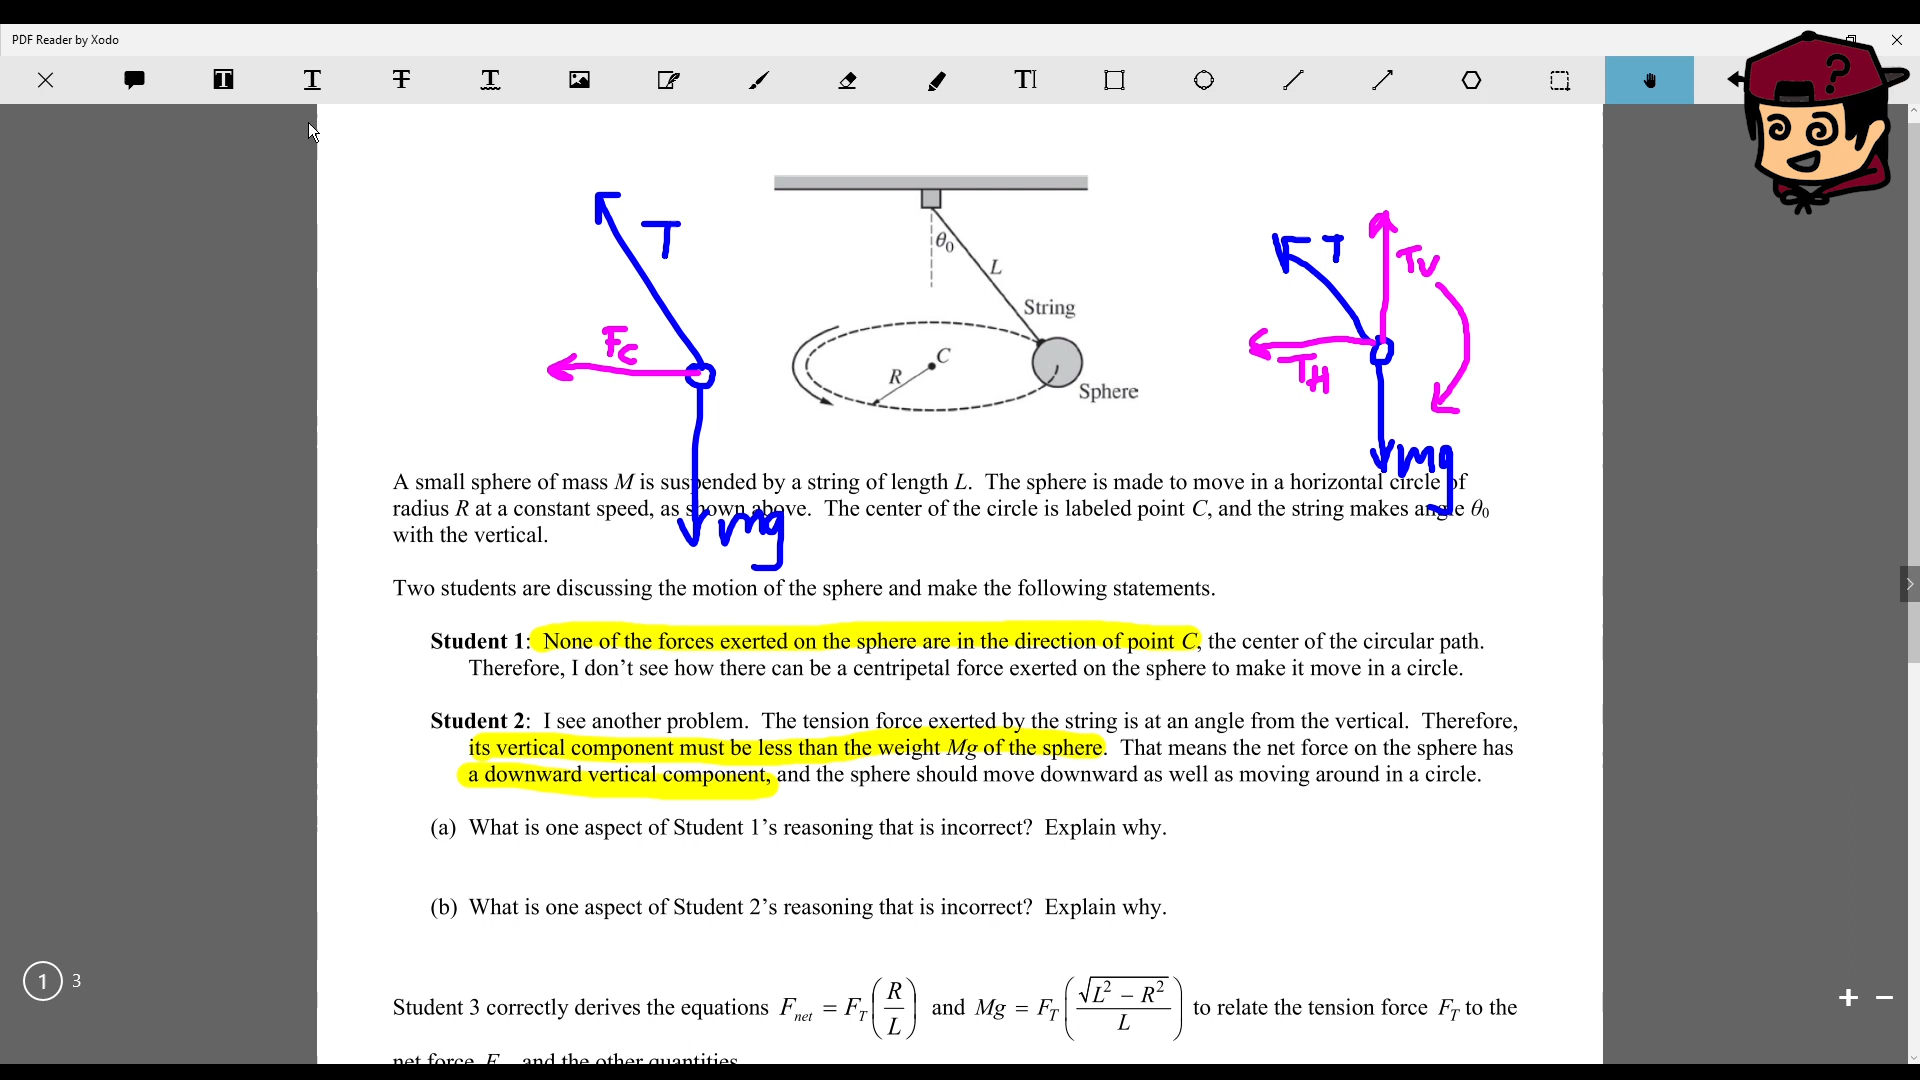 PDF Reader by Xodo
?
T
θ0
L
String
FC
C
R
Sphere
mg
T
TV
TH
mg
A small sphere of mass M is suspended by a string of length L. The sphere is made to move in a horizontal circle of
radius R at a constant speed, as shown above. The center of the circle is labeled point C, and the string makes angle θ0
with the vertical.
Two students are discussing the motion of the sphere and make the following statements.
Student 1: None of the forces exerted on the sphere are in the direction of point C, the center of the circular path.
Therefore, I don’t see how there can be a centripetal force exerted on the sphere to make it move in a circle.
Student 2: I see another problem. The tension force exerted by the string is at an angle from the vertical. Therefore,
its vertical component must be less than the weight Mg of the sphere. That means the net force on the sphere has
a downward vertical component, and the sphere should move downward as well as moving around in a circle.
(a) What is one aspect of Student 1’s reasoning that is incorrect? Explain why.
(b) What is one aspect of Student 2’s reasoning that is incorrect? Explain why.
1 3
Student 3 correctly derives the equations Fnet = FT (R/L) and Mg = FT (√(L² − R²)/L) to relate the tension force FT to the
net force F and the other quantities